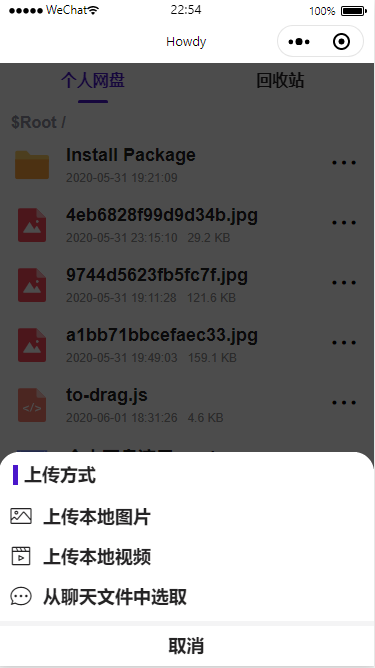 WeChat 22:54 100%
Howdy
个人网盘 回收站
$Root /
Install Package
2020-05-31 19:21:09
4eb6828f99d9d34b.jpg
2020-05-31 23:15:10 29.2 KB
9744d5623fb5fc7f.jpg
2020-05-31 19:11:28 121.6 KB
a1bb71bbcefaec33.jpg
2020-05-31 19:49:03 159.1 KB
to-drag.js
2020-06-01 18:31:26 4.6 KB
上传方式
上传本地图片
上传本地视频
从聊天文件中选取
取消